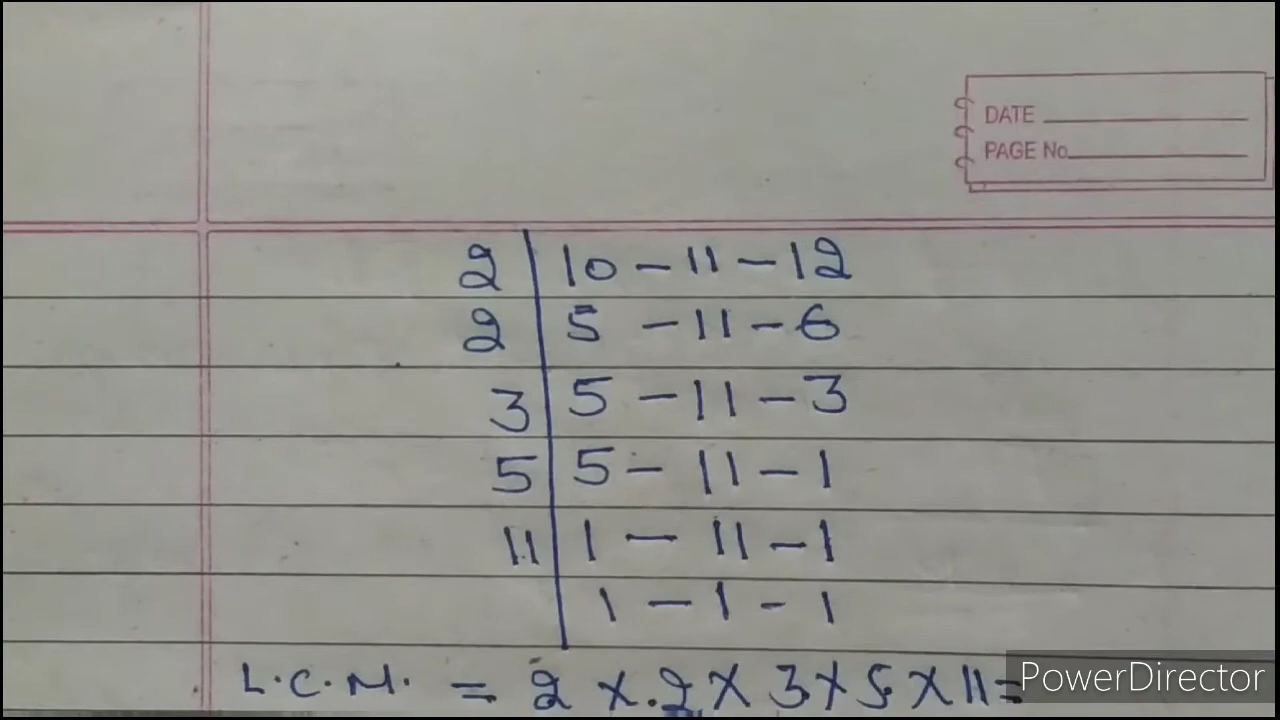 DATE
PAGE No.
2 | 10 - 11 - 12
2 | 5 - 11 - 6
3 | 5 - 11 - 3
5 | 5 - 11 - 1
11 | 1 - 11 - 1
1 - 1 - 1
L.C.M. = 2 × 2 × 3 × 5 × 11 =
PowerDirector